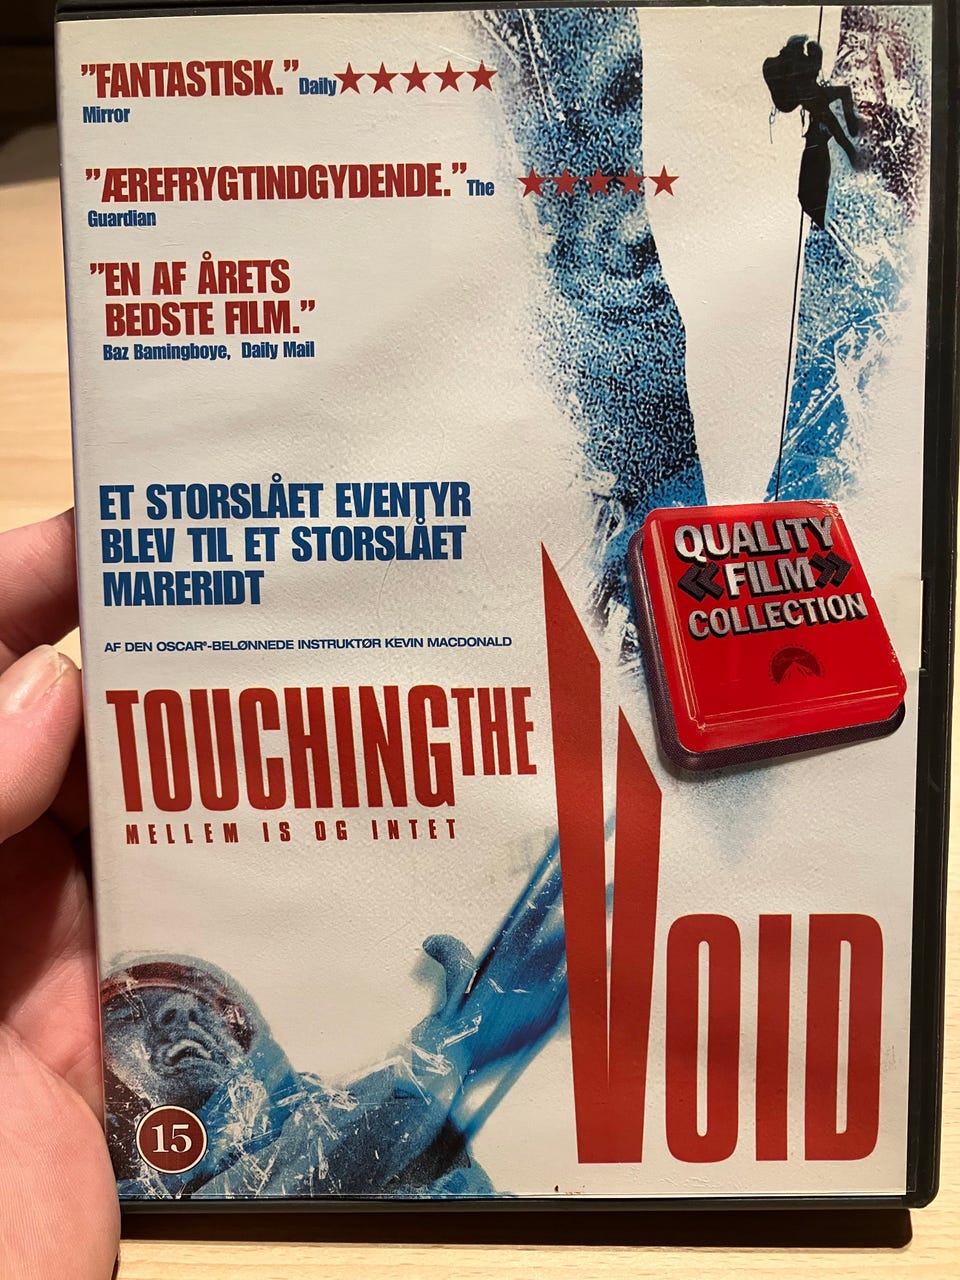 ”FANTASTISK.” Daily ★★★★★
Mirror
”ÆREFRYGTINDGYDENDE.” The ★★★★★
Guardian
”EN AF ÅRETS
BEDSTE FILM.”
Baz Bamingboye, Daily Mail
ET STORSLÅET EVENTYR
BLEV TIL ET STORSLÅET
MARERIDT
AF DEN OSCAR®-BELØNNEDE INSTRUKTØR KEVIN MACDONALD
QUALITY
FILM
COLLECTION
TOUCHING THE
VOID
MELLEM IS OG INTET
15